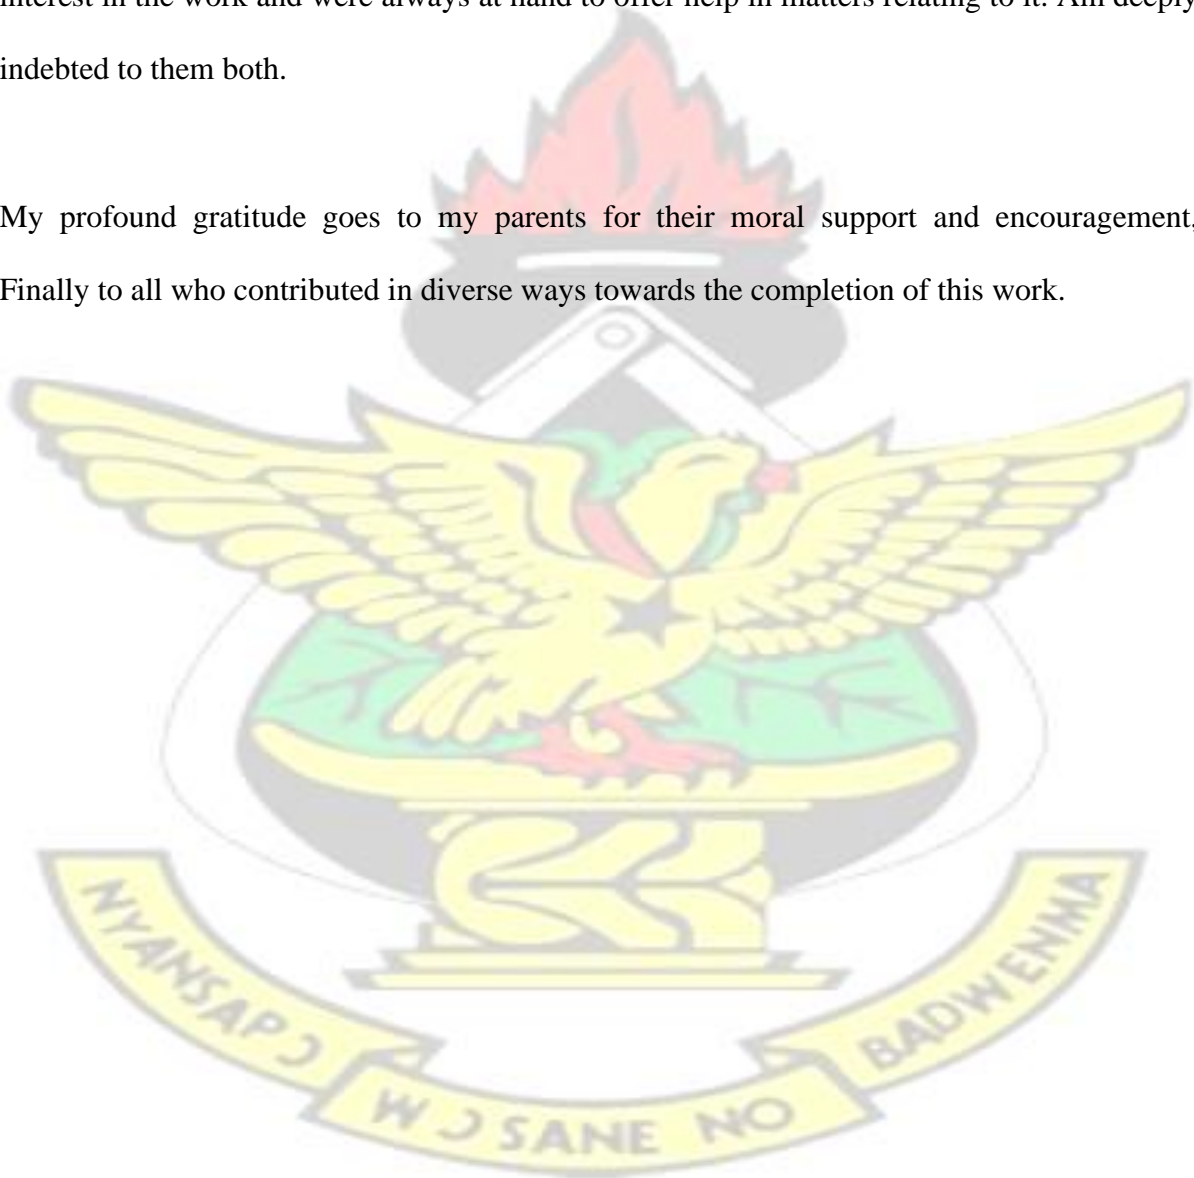 interest in the work and were always at hand to offer help in matters relating to it. Am deeply
indebted to them both.
My profound gratitude goes to my parents for their moral support and encouragement,
Finally to all who contributed in diverse ways towards the completion of this work.
NYANSAPƆ
WƆSANE NO
BADWENMA